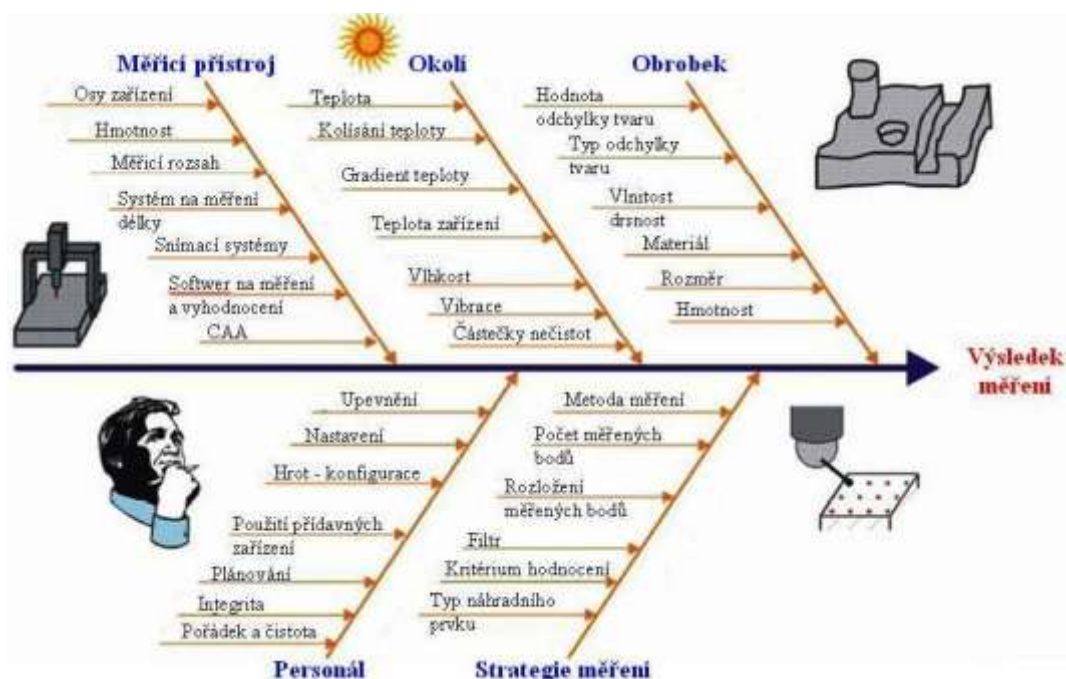 Měřicí přístroj
Osy zařízení
Hmotnost
Měřicí rozsah
Systém na měření
délky
Snímací systémy
Softwer na měření
a vyhodnocení
CAA
Okolí
Teplota
Kolísání teploty
Gradient teploty
Teplota zařízení
Vlhkost
Vibrace
Částečky nečistot
Obrobek
Hodnota
odchylky tvaru
Typ odchylky
tvaru
Vlnitost
drsnost
Materiál
Rozměr
Hmotnost
Výsledek
měření
Upevnění
Nastavení
Hrot - konfigurace
Použití přídavných
zařízení
Plánování
Integrita
Pořádek a čistota
Personál
Metoda měření
Počet měřených
bodů
Rozložení
měřených bodů
Filtr
Kritérium hodnocení
Typ náhradního
prvku
Strategie měření